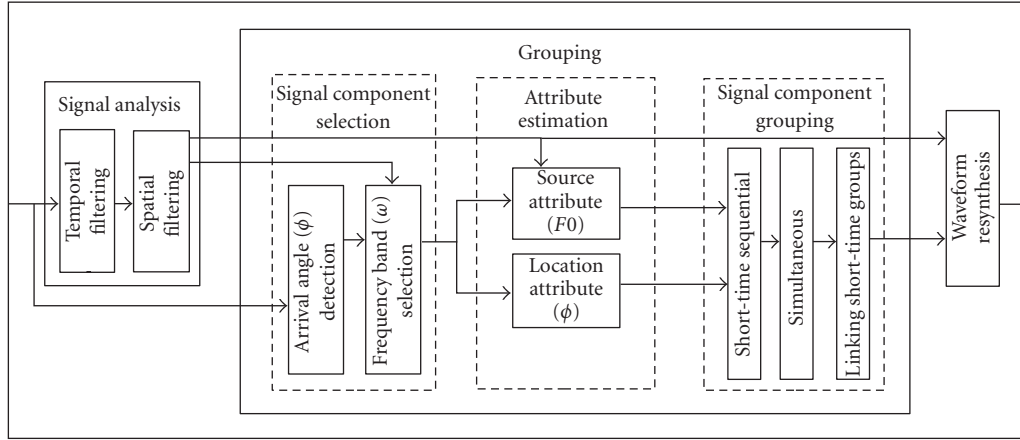 Grouping
Signal analysis
Temporal
filtering
Spatial
filtering
Signal component
selection
Arrival angle (ϕ)
detection
Frequency band (ω)
selection
Attribute
estimation
Source
attribute
(F0)
Location
attribute
(ϕ)
Signal component
grouping
Short-time sequential
Simultaneous
Linking short-time groups
Waveform
resynthesis